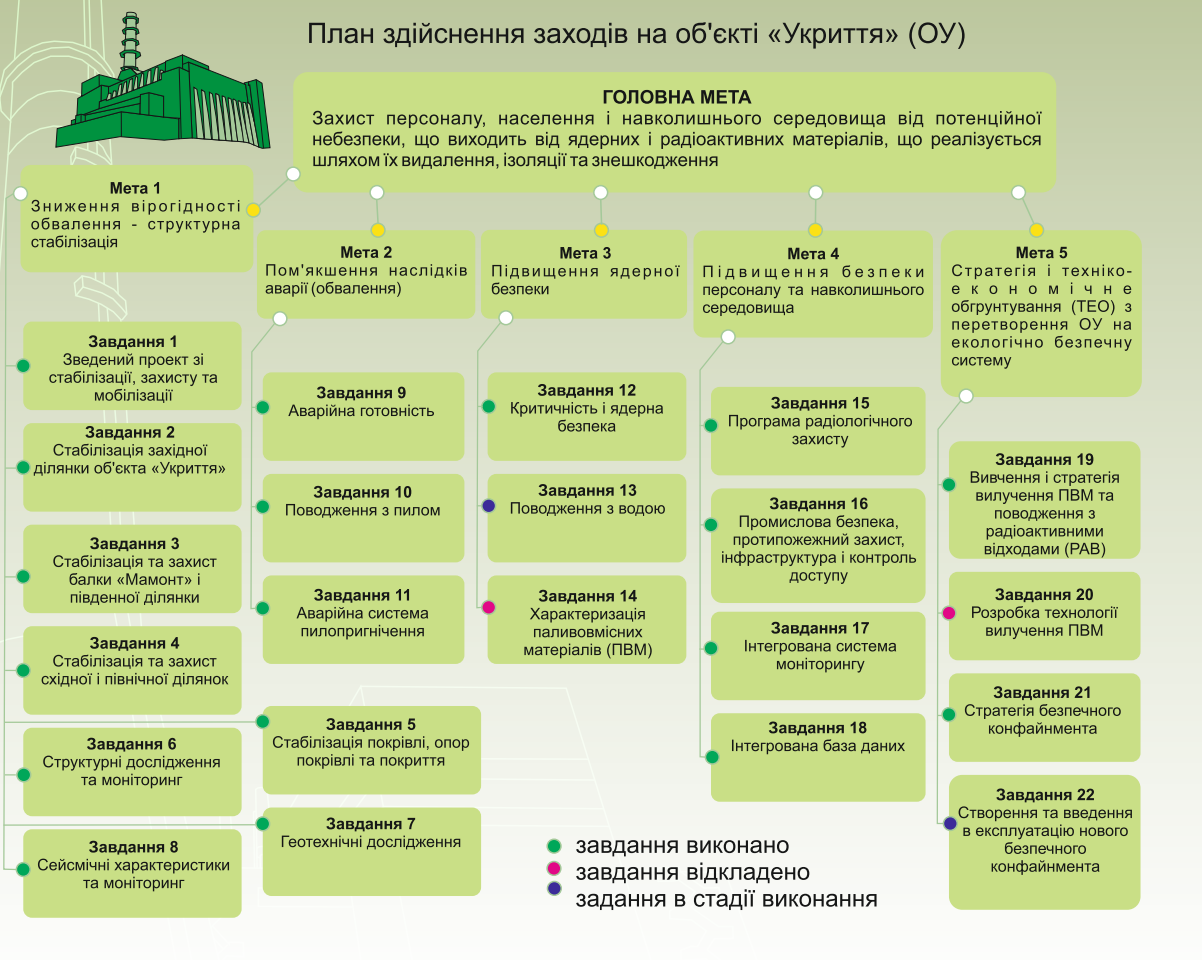 План здійснення заходів на об'єкті «Укриття» (ОУ)
ГОЛОВНА МЕТА
Захист персоналу, населення і навколишнього середовища від потенційної
небезпеки, що виходить від ядерних і радіоактивних матеріалів, що реалізується
шляхом їх видалення, ізоляції та знешкодження
Мета 1
Зниження вірогідності
обвалення - структурна
стабілізація
Завдання 1
Зведений проект зі
стабілізації, захисту та
мобілізації
Завдання 2
Стабілізація західної
ділянки об'єкта «Укриття»
Завдання 3
Стабілізація та захист
балки «Мамонт» і
південної ділянки
Завдання 4
Стабілізація та захист
східної і північної ділянок
Завдання 5
Стабілізація покрівлі, опор
покрівлі та покриття
Завдання 6
Структурні дослідження
та моніторинг
Завдання 7
Геотехнічні дослідження
Завдання 8
Сейсмічні характеристики
та моніторинг
Мета 2
Пом'якшення наслідків
аварії (обвалення)
Завдання 9
Аварійна готовність
Завдання 10
Поводження з пилом
Завдання 11
Аварійна система
пилопригнічення
Мета 3
Підвищення ядерної
безпеки
Завдання 12
Критичність і ядерна
безпека
Завдання 13
Поводження з водою
Завдання 14
Характеризація
паливовмісних
матеріалів (ПВМ)
Мета 4
Підвищення безпеки
персоналу та навколишнього
середовища
Завдання 15
Програма радіологічного
захисту
Завдання 16
Промислова безпека,
протипожежний захист,
інфраструктура і контроль
доступу
Завдання 17
Інтегрована система
моніторингу
Завдання 18
Інтегрована база даних
Мета 5
Стратегія і техніко-
економічне
обгрунтування (ТЕО) з
перетворення ОУ на
екологічно безпечну
систему
Завдання 19
Вивчення і стратегія
вилучення ПВМ та
поводження з
радіоактивними
відходами (РАВ)
Завдання 20
Розробка технології
вилучення ПВМ
Завдання 21
Стратегія безпечного
конфайнмента
Завдання 22
Створення та введення
в експлуатацію нового
безпечного
конфайнмента
завдання виконано
завдання відкладено
задання в стадії виконання